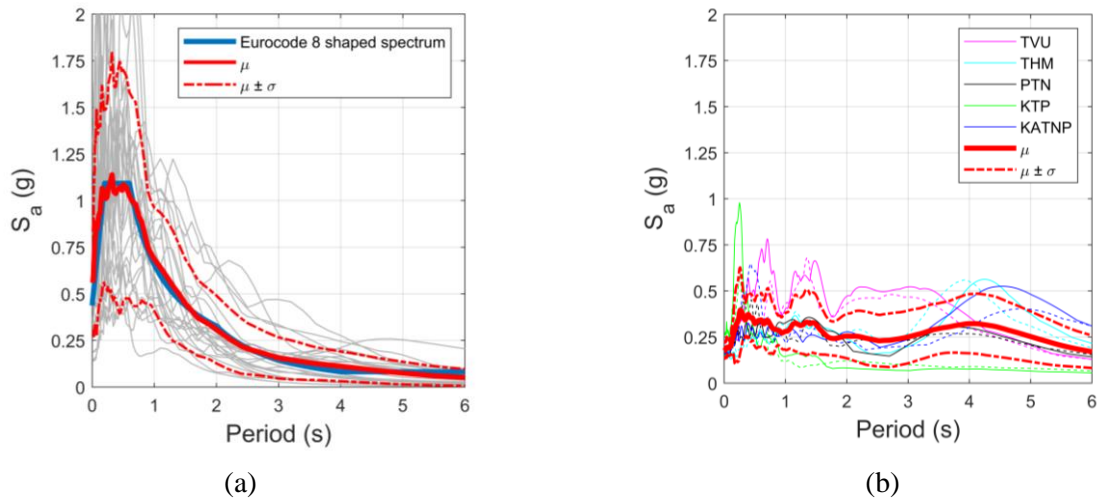 2
1.75
1.5
1.25
1
0.75
0.5
0.25
0
S_a (g)
0 1 2 3 4 5 6
Period (s)
Eurocode 8 shaped spectrum
μ
μ ± σ
(a)
2
1.75
1.5
1.25
1
0.75
0.5
0.25
0
S_a (g)
0 1 2 3 4 5 6
Period (s)
TVU
THM
PTN
KTP
KATNP
μ
μ ± σ
(b)